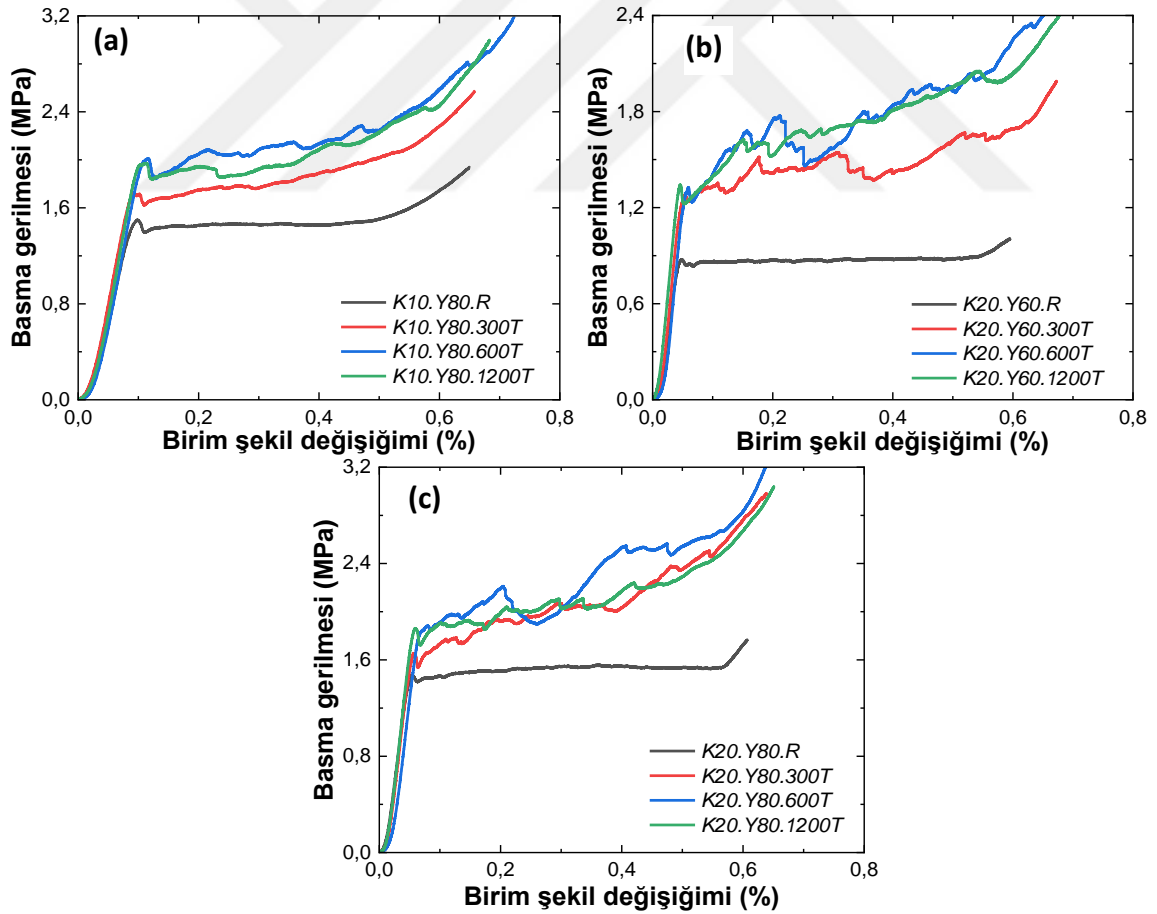 (a)
Basma gerilmesi (MPa)
3,2
2,4
1,6
0,8
0,0
K10.Y80.R
K10.Y80.300T
K10.Y80.600T
K10.Y80.1200T
0,0 0,2 0,4 0,6 0,8
Birim şekil değişiğimi (%)
(b)
Basma gerilmesi (MPa)
2,4
1,8
1,2
0,6
0,0
K20.Y60.R
K20.Y60.300T
K20.Y60.600T
K20.Y60.1200T
0,0 0,2 0,4 0,6 0,8
Birim şekil değişiğimi (%)
(c)
Basma gerilmesi (MPa)
3,2
2,4
1,6
0,8
0,0
K20.Y80.R
K20.Y80.300T
K20.Y80.600T
K20.Y80.1200T
0,0 0,2 0,4 0,6 0,8
Birim şekil değişiğimi (%)